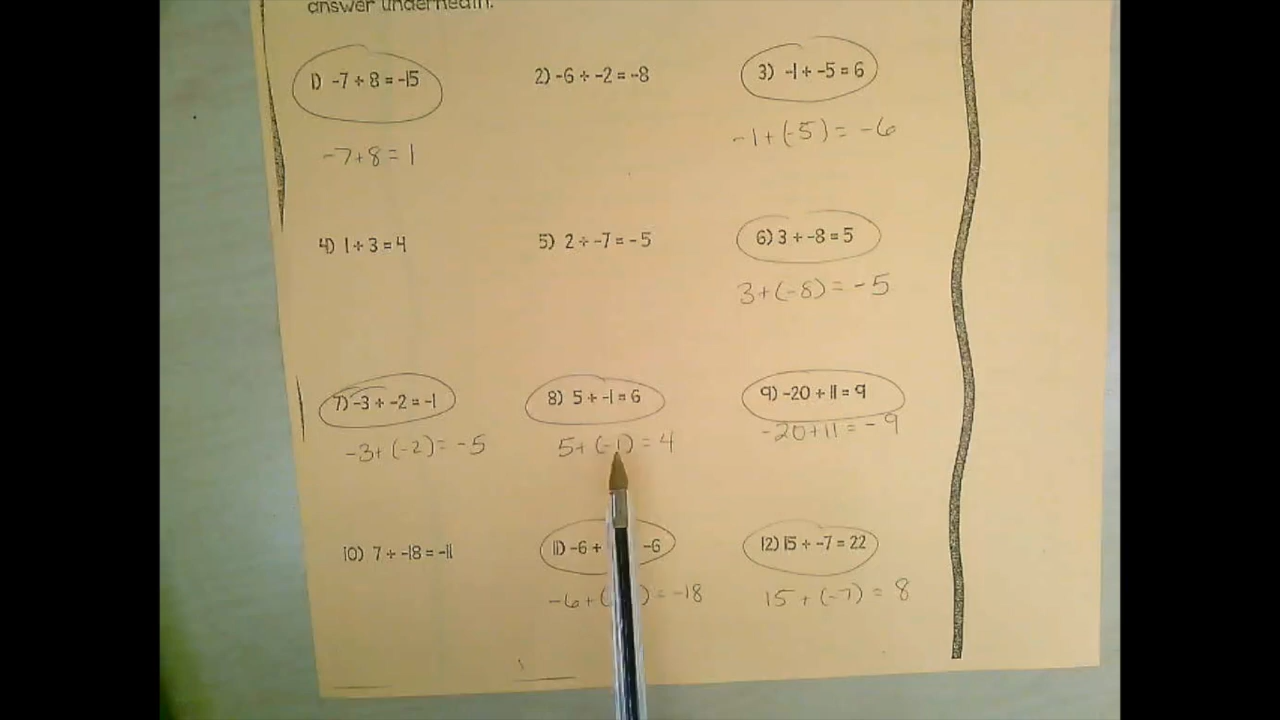 answer underneath.
1) -7 + 8 = -15
2) -6 + -2 = -8
3) -1 + -5 = 6
-7+8 = 1
-1+(-5) = -6
4) 1 + 3 = 4
5) 2 + -7 = -5
6) 3 + -8 = 5
3+(-8) = -5
7) -3 + -2 = -1
8) 5 + -1 = 6
9) -20 + 11 = 9
-3+ (-2) = -5
5+ (-1) = 4
-20+11 = -9
10) 7 + -18 = -11
11) -6 + -6
12) 15 + -7 = 22
-6+( ) = -18
15 + (-7) = 8